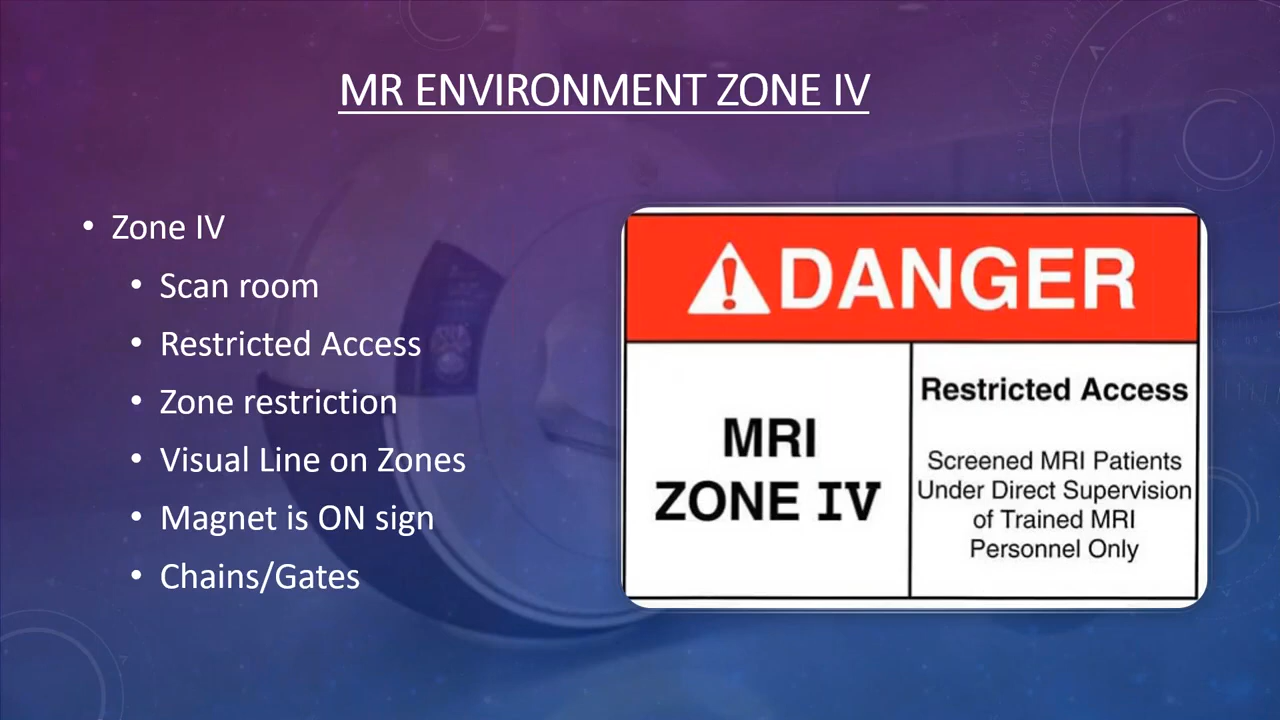 MR ENVIRONMENT ZONE IV
• Zone IV
• Scan room
• Restricted Access
• Zone restriction
• Visual Line on Zones
• Magnet is ON sign
• Chains/Gates
DANGER
MRI
ZONE IV
Restricted Access
Screened MRI Patients
Under Direct Supervision
of Trained MRI
Personnel Only